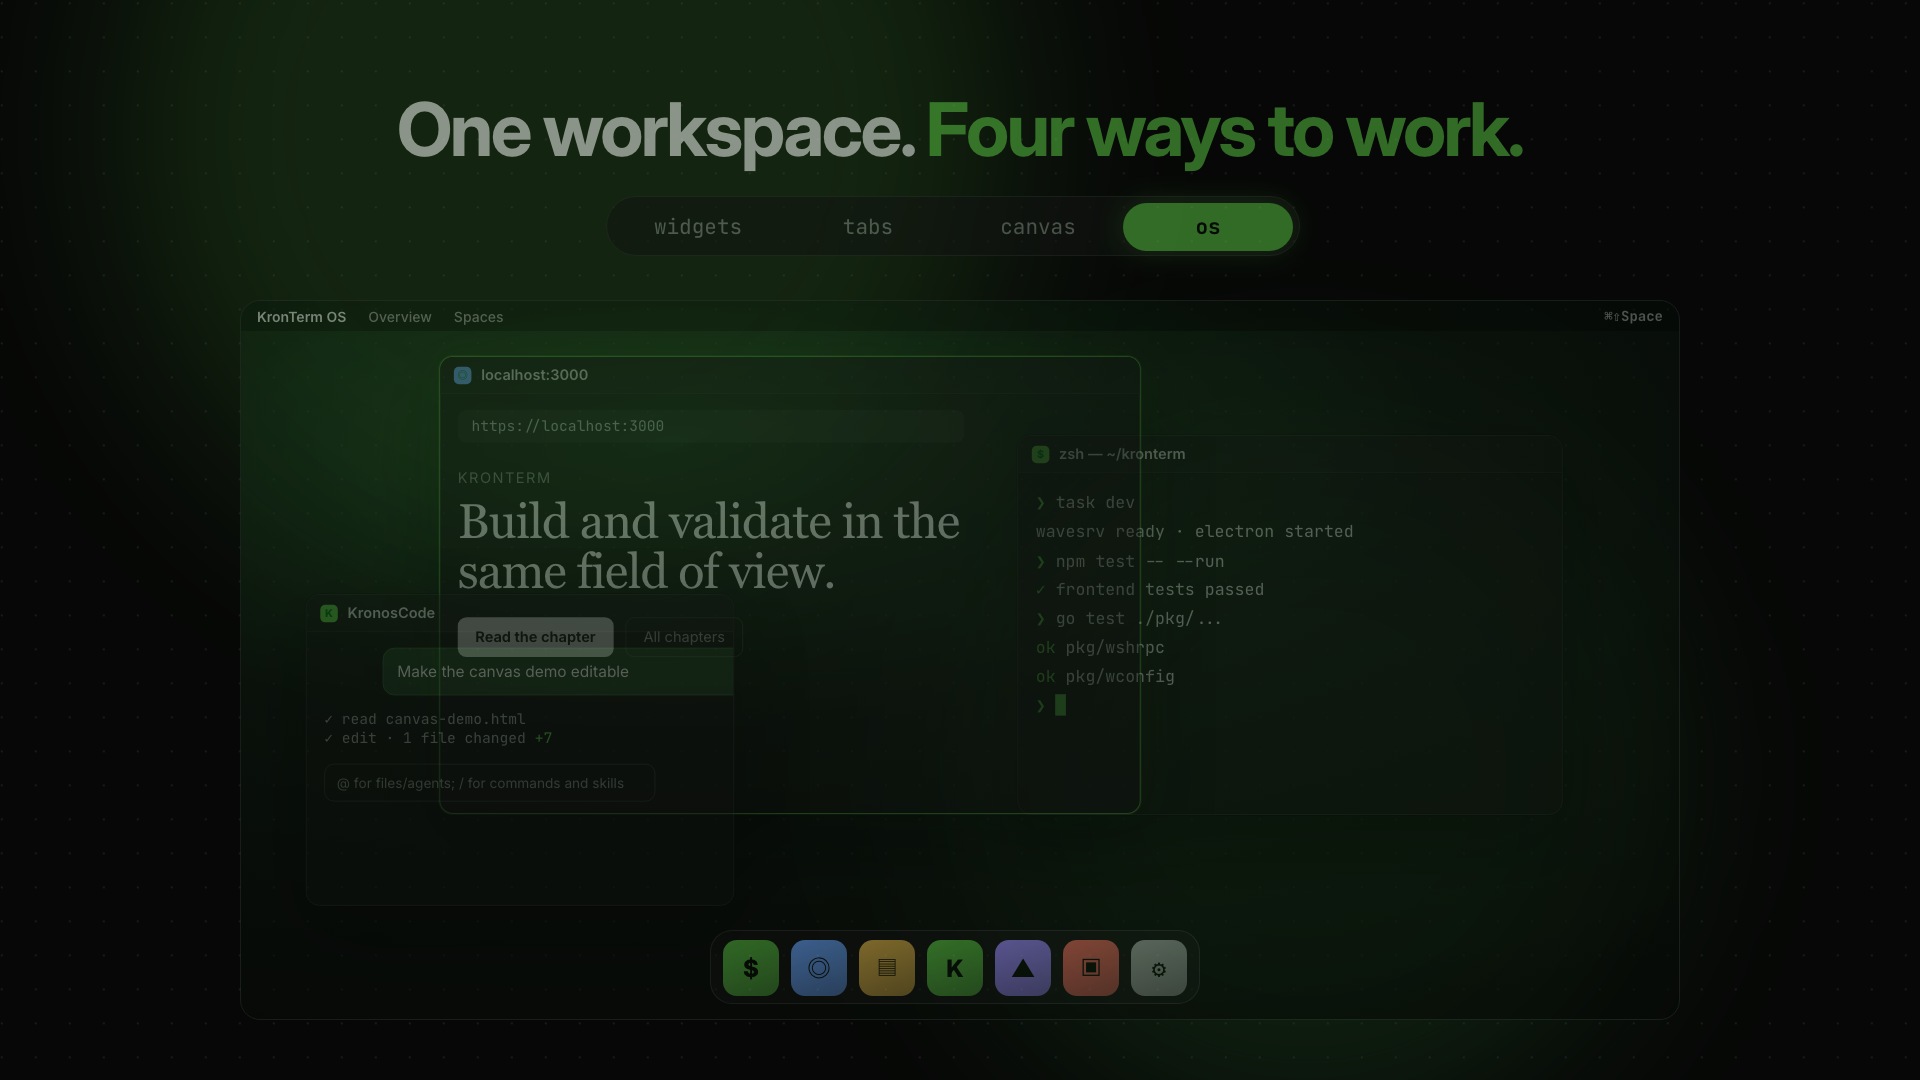 One workspace. Four ways to work.
widgets tabs canvas os
KronTerm OS Overview Spaces ⌘⇧Space
localhost:3000
https://localhost:3000
KRONTERM
Build and validate in the
same field of view.
Read the chapter All chapters
$ zsh — ~/kronterm
❯ task dev
wavesrv ready · electron started
❯ npm test -- --run
✓ frontend tests passed
❯ go test ./pkg/...
ok pkg/wshrpc
ok pkg/wconfig
❯
K KronosCode
Make the canvas demo editable
✓ read canvas-demo.html
✓ edit · 1 file changed +7
@ for files/agents; / for commands and skills
$ ◎ ▤ K ▲ ▣ ⚙